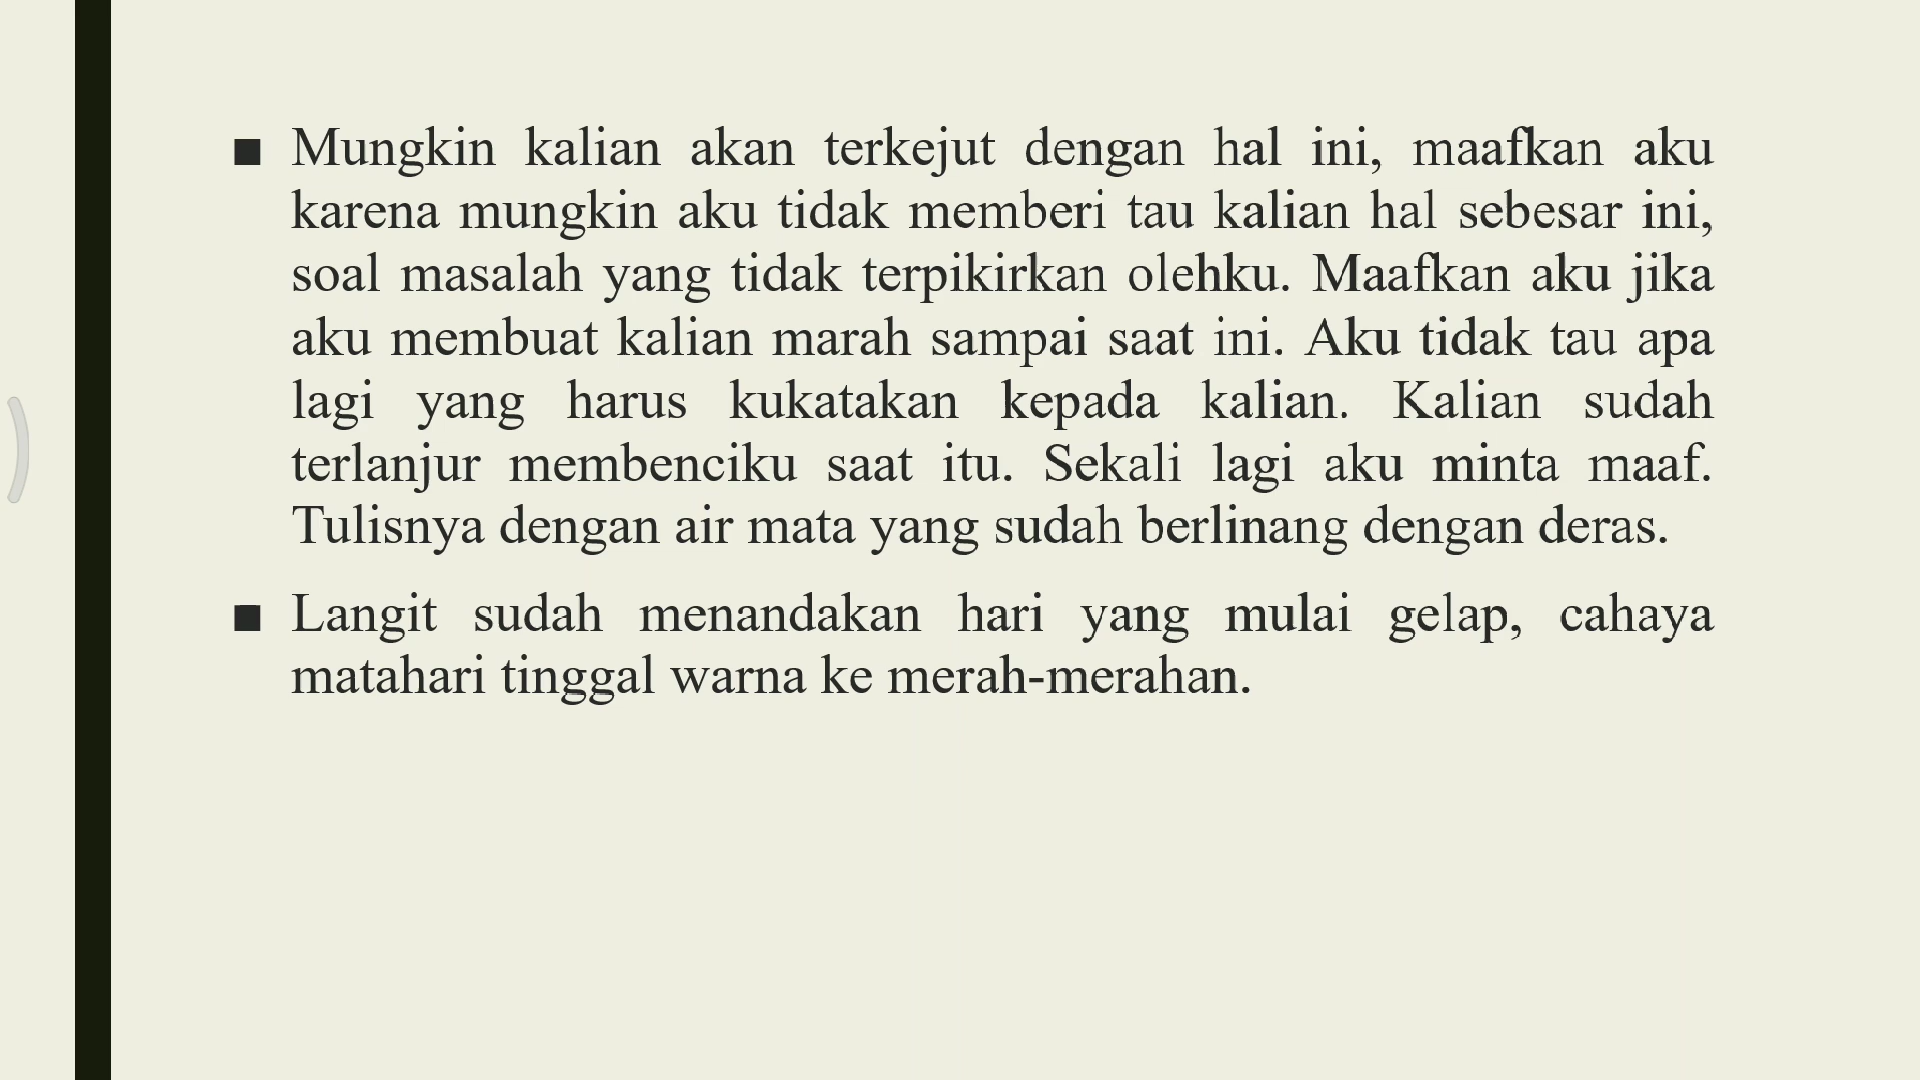 ■ Mungkin kalian akan terkejut dengan hal ini, maafkan aku
karena mungkin aku tidak memberi tau kalian hal sebesar ini,
soal masalah yang tidak terpikirkan olehku. Maafkan aku jika
aku membuat kalian marah sampai saat ini. Aku tidak tau apa
lagi yang harus kukatakan kepada kalian. Kalian sudah
terlanjur membenciku saat itu. Sekali lagi aku minta maaf.
Tulisnya dengan air mata yang sudah berlinang dengan deras.
■ Langit sudah menandakan hari yang mulai gelap, cahaya
matahari tinggal warna ke merah-merahan.